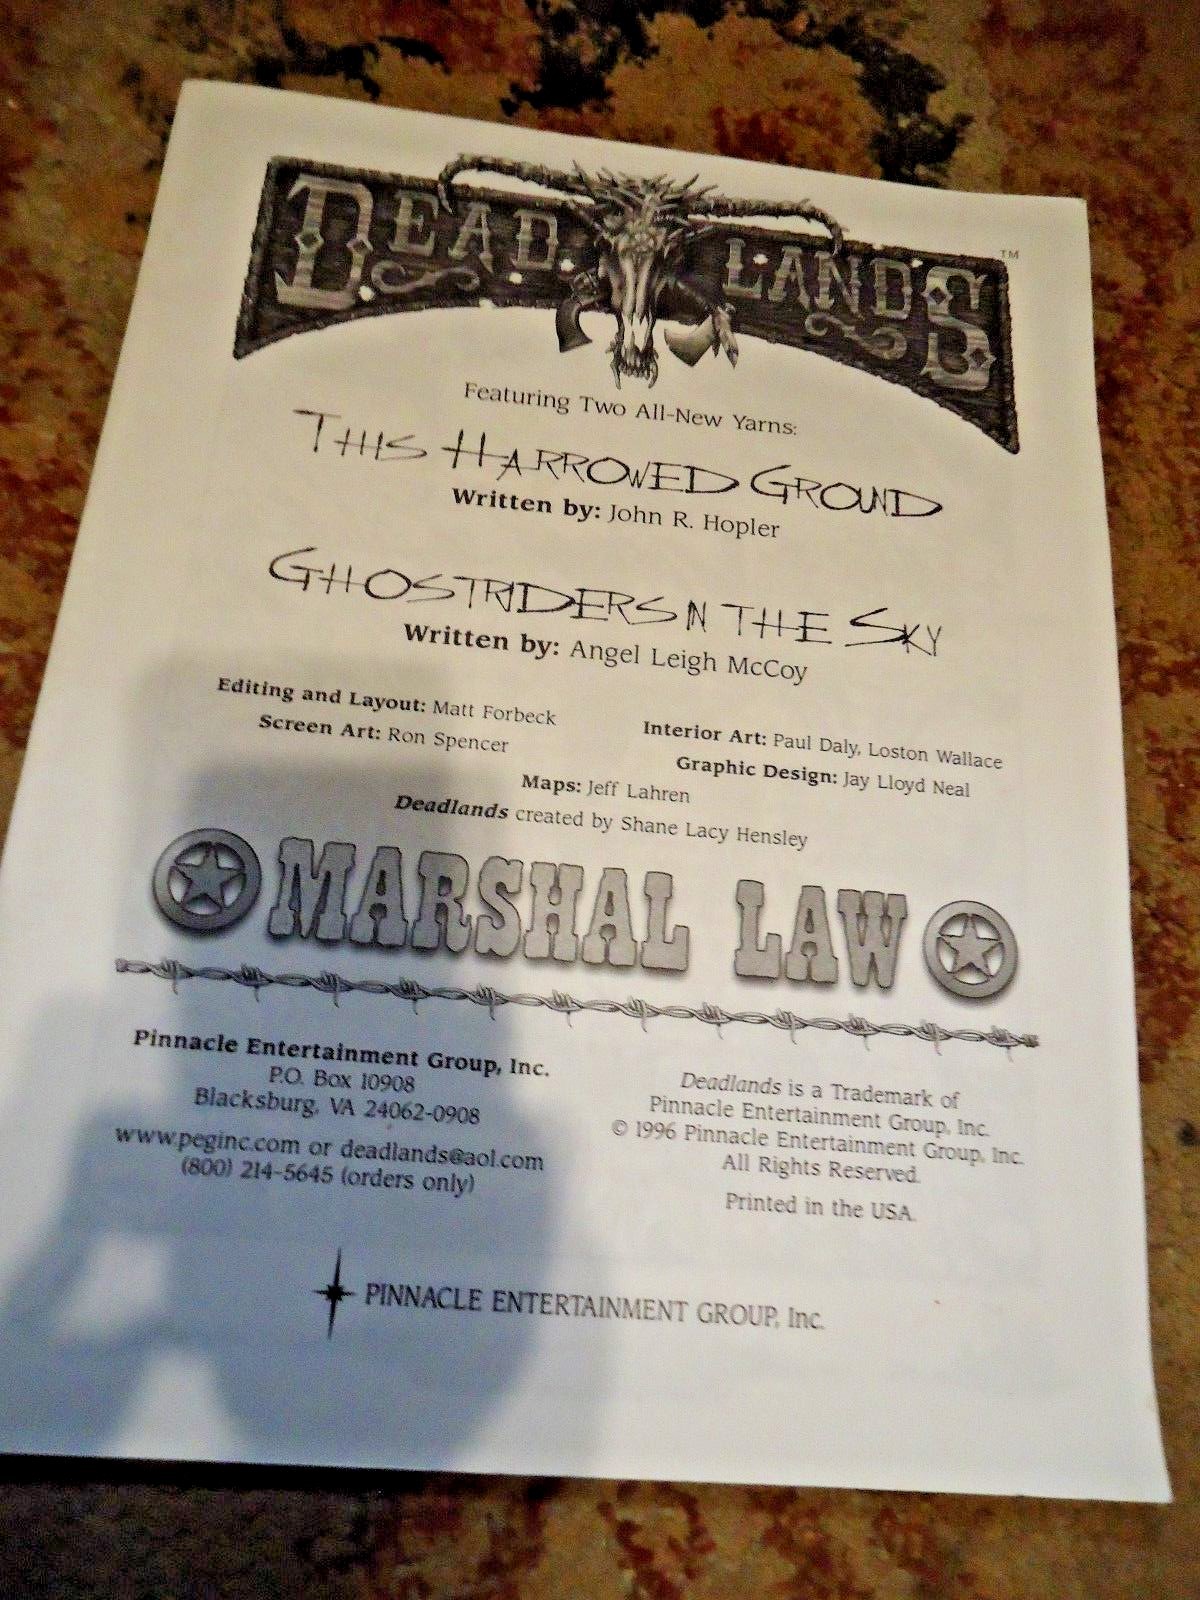 DEADLANDS
TM
Featuring Two All-New Yarns:
THIS HARROWED GROUND
Written by: John R. Hopler
GHOSTRIDERS IN THE SKY
Written by: Angel Leigh McCoy
Editing and Layout: Matt Forbeck
Screen Art: Ron Spencer
Interior Art: Paul Daly, Loston Wallace
Graphic Design: Jay Lloyd Neal
Maps: Jeff Lahren
Deadlands created by Shane Lacy Hensley
MARSHAL LAW
Pinnacle Entertainment Group, Inc.
P.O. Box 10908
Blacksburg, VA 24062-0908
www.peginc.com or deadlands@aol.com
(800) 214-5645 (orders only)
Deadlands is a Trademark of
Pinnacle Entertainment Group, Inc.
© 1996 Pinnacle Entertainment Group, Inc.
All Rights Reserved.
Printed in the USA.
PINNACLE ENTERTAINMENT GROUP, Inc.